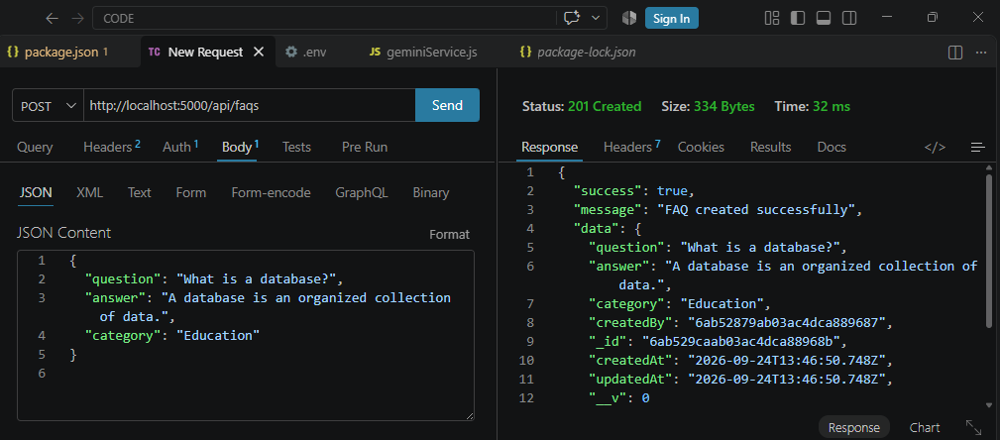 CODE
Sign In
{} package.json 1
TC New Request
.env
JS geminiService.js
{} package-lock.json
POST
http://localhost:5000/api/faqs
Send
Query
Headers 2
Auth 1
Body 1
Tests
Pre Run
JSON
XML
Text
Form
Form-encode
GraphQL
Binary
JSON Content
Format
1 {
2 "question": "What is a database?",
3 "answer": "A database is an organized collection
of data.",
4 "category": "Education"
5 }
6
Status: 201 Created
Size: 334 Bytes
Time: 32 ms
Response
Headers 7
Cookies
Results
Docs
</>
1 {
2 "success": true,
3 "message": "FAQ created successfully",
4 "data": {
5 "question": "What is a database?",
6 "answer": "A database is an organized collection of
data.",
7 "category": "Education",
8 "createdBy": "6ab52879ab03ac4dca889687",
9 "_id": "6ab529caab03ac4dca88968b",
10 "createdAt": "2026-09-24T13:46:50.748Z",
11 "updatedAt": "2026-09-24T13:46:50.748Z",
12 "__v": 0
Response
Chart